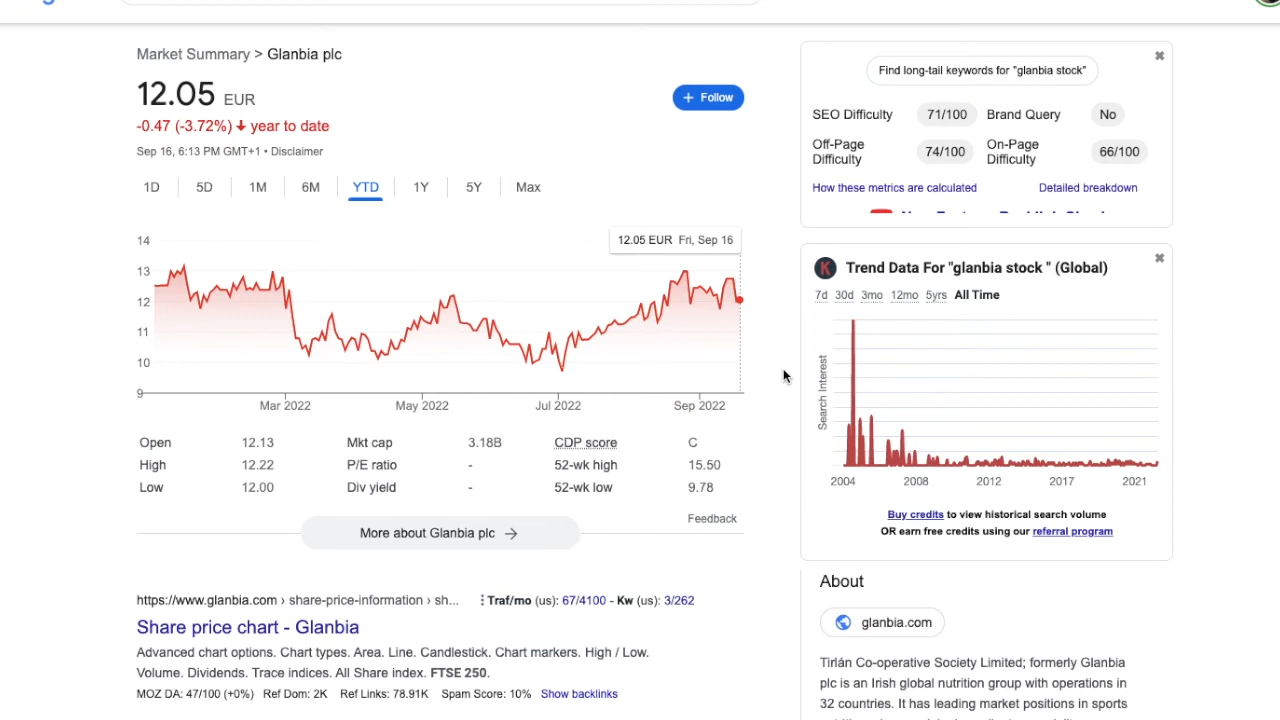 Market Summary > Glanbia plc
12.05 EUR
+ Follow
-0.47 (-3.72%) ↓ year to date
Sep 16, 6:13 PM GMT+1 • Disclaimer
1D 5D 1M 6M YTD 1Y 5Y Max
12.05 EUR Fri, Sep 16
14
13
12
11
10
9
Mar 2022 May 2022 Jul 2022 Sep 2022
Open 12.13 Mkt cap 3.18B CDP score C
High 12.22 P/E ratio - 52-wk high 15.50
Low 12.00 Div yield - 52-wk low 9.78
Feedback
More about Glanbia plc →
https://www.glanbia.com › share-price-information › sh... ⋮Traf/mo (us): 67/4100 - Kw (us): 3/262
Share price chart - Glanbia
Advanced chart options. Chart types. Area. Line. Candlestick. Chart markers. High / Low.
Volume. Dividends. Trace indices. All Share index. FTSE 250.
MOZ DA: 47/100 (+0%) Ref Dom: 2K Ref Links: 78.91K Spam Score: 10% Show backlinks
Find long-tail keywords for "glanbia stock"
SEO Difficulty 71/100 Brand Query No
Off-Page Difficulty 74/100 On-Page Difficulty 66/100
How these metrics are calculated Detailed breakdown
K Trend Data For "glanbia stock " (Global)
7d 30d 3mo 12mo 5yrs All Time
Search Interest
2004 2008 2012 2017 2021
Buy credits to view historical search volume
OR earn free credits using our referral program
About
glanbia.com
Tirlán Co-operative Society Limited; formerly Glanbia
plc is an Irish global nutrition group with operations in
32 countries. It has leading market positions in sports